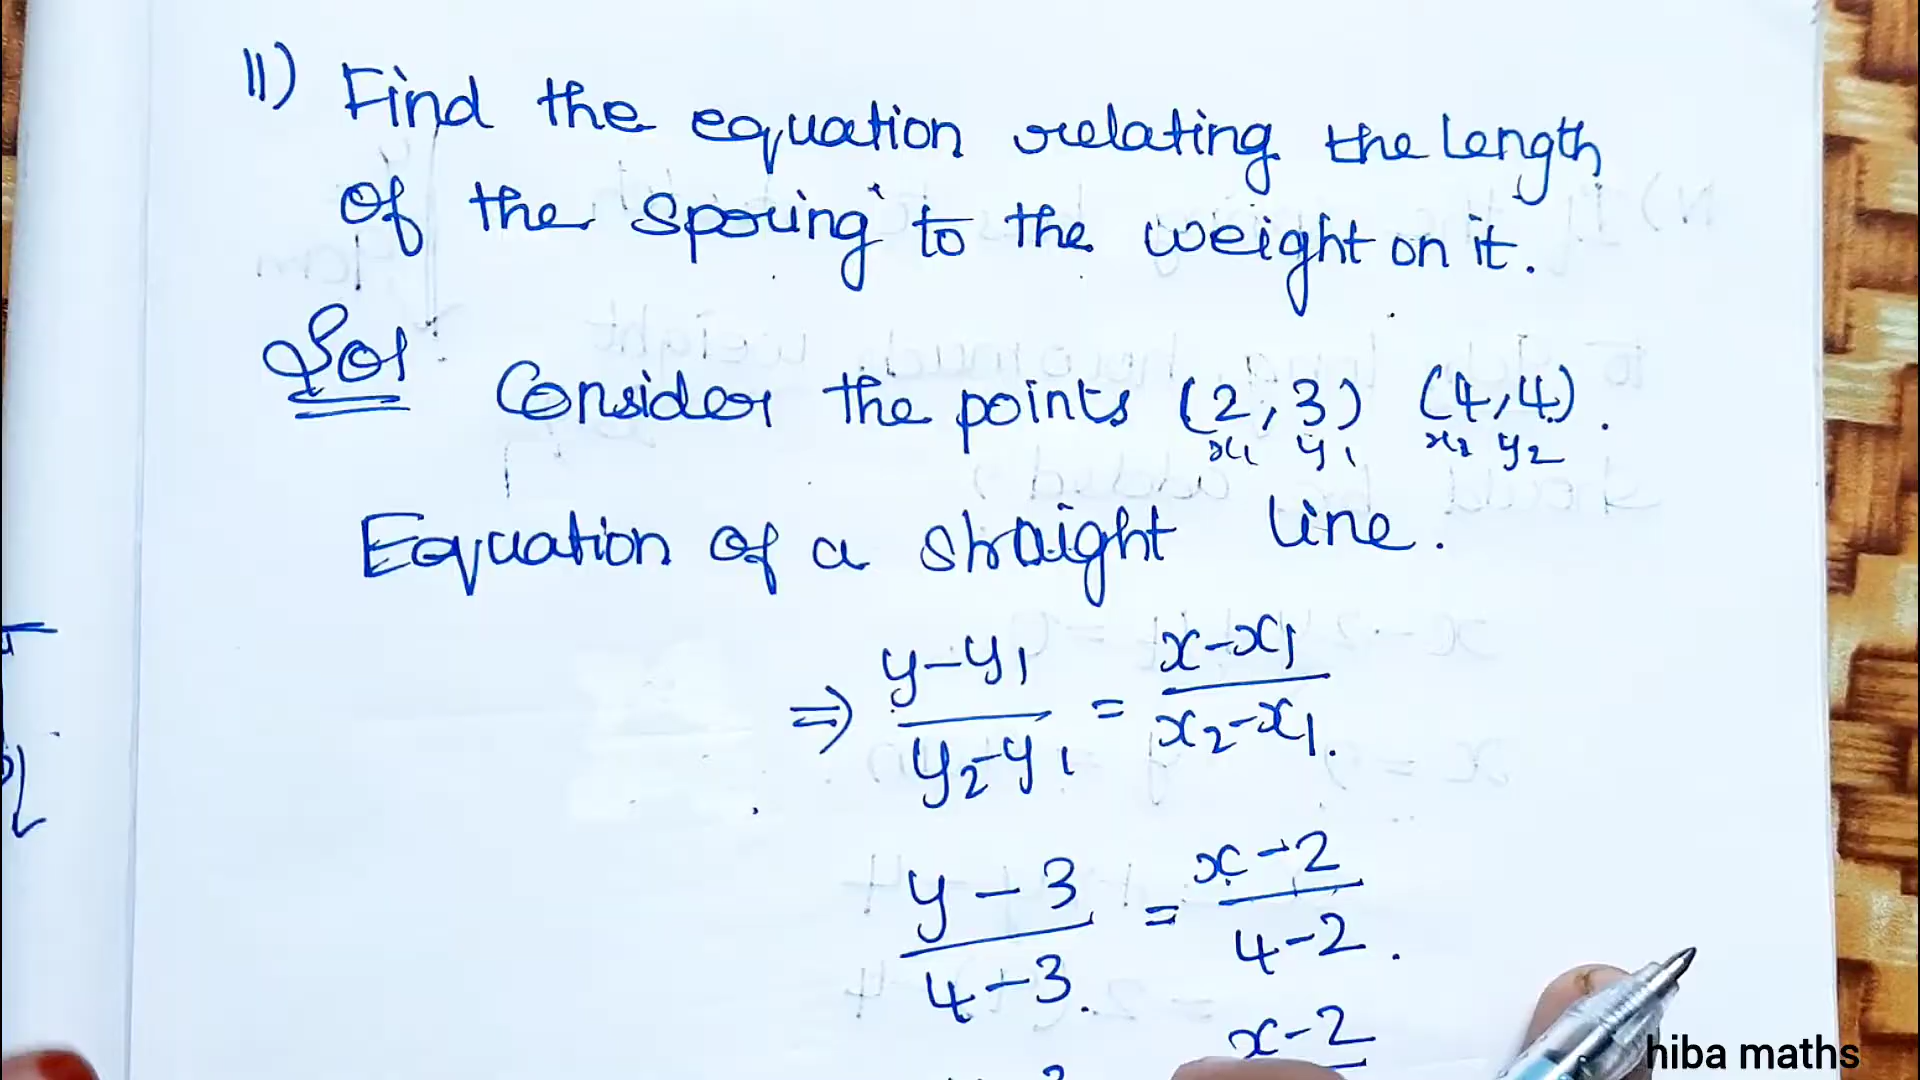 II) Find the equation relating the length
of the spring to the weight on it.
Sol:
Consider the points (2,3) (4,4).
x₁ y₁ x₂ y₂
Equation of a straight line.
⇒ y-y₁ / y₂-y₁ = x-x₁ / x₂-x₁.
y-3 / 4-3. = x-2 / 4-2.
x-2
hiba maths